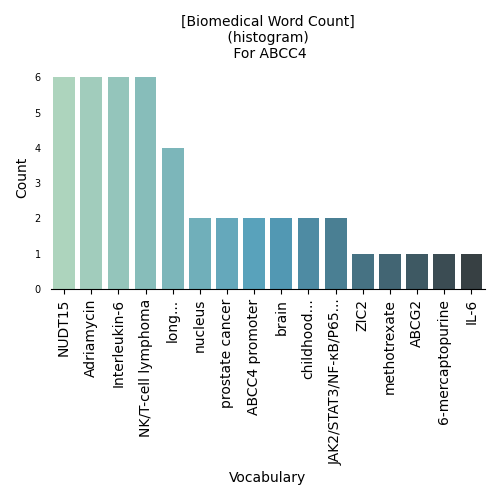 [Biomedical Word Count]
(histogram)
For ABCC4
Count
6
5
4
3
2
1
0
NUDT15
Adriamycin
Interleukin-6
NK/T-cell lymphoma
long...
nucleus
prostate cancer
ABCC4 promoter
brain
childhood...
JAK2/STAT3/NF-κB/P65...
ZIC2
methotrexate
ABCG2
6-mercaptopurine
IL-6
Vocabulary